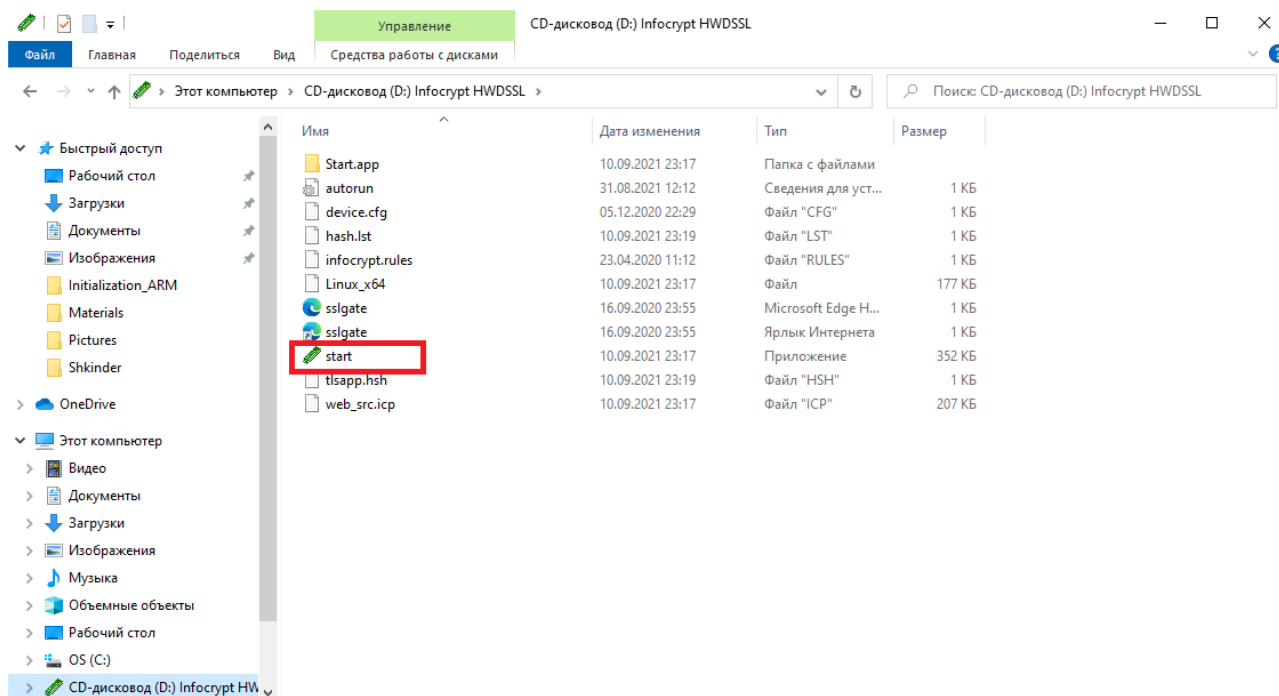 Управление
CD-дисковод (D:) Infocrypt HWDSSL
Файл Главная Поделиться Вид Средства работы с дисками
Этот компьютер CD-дисковод (D:) Infocrypt HWDSSL Поиск: CD-дисковод (D:) Infocrypt HWDSSL
Быстрый доступ
Рабочий стол
Загрузки
Документы
Изображения
Initialization_ARM
Materials
Pictures
Shkinder
OneDrive
Этот компьютер
Видео
Документы
Загрузки
Изображения
Музыка
Объемные объекты
Рабочий стол
OS (C:)
CD-дисковод (D:) Infocrypt HW
Имя Дата изменения Тип Размер
Start.app 10.09.2021 23:17 Папка с файлами
autorun 31.08.2021 12:12 Сведения для уст... 1 КБ
device.cfg 05.12.2020 22:29 Файл "CFG" 1 КБ
hash.lst 10.09.2021 23:19 Файл "LST" 1 КБ
infocrypt.rules 23.04.2020 11:12 Файл "RULES" 1 КБ
Linux_x64 10.09.2021 23:17 Файл 177 КБ
sslgate 16.09.2020 23:55 Microsoft Edge H... 1 КБ
sslgate 16.09.2020 23:55 Ярлык Интернета 1 КБ
start 10.09.2021 23:17 Приложение 352 КБ
tlsapp.hsh 10.09.2021 23:19 Файл "HSH" 1 КБ
web_src.icp 10.09.2021 23:17 Файл "ICP" 207 КБ